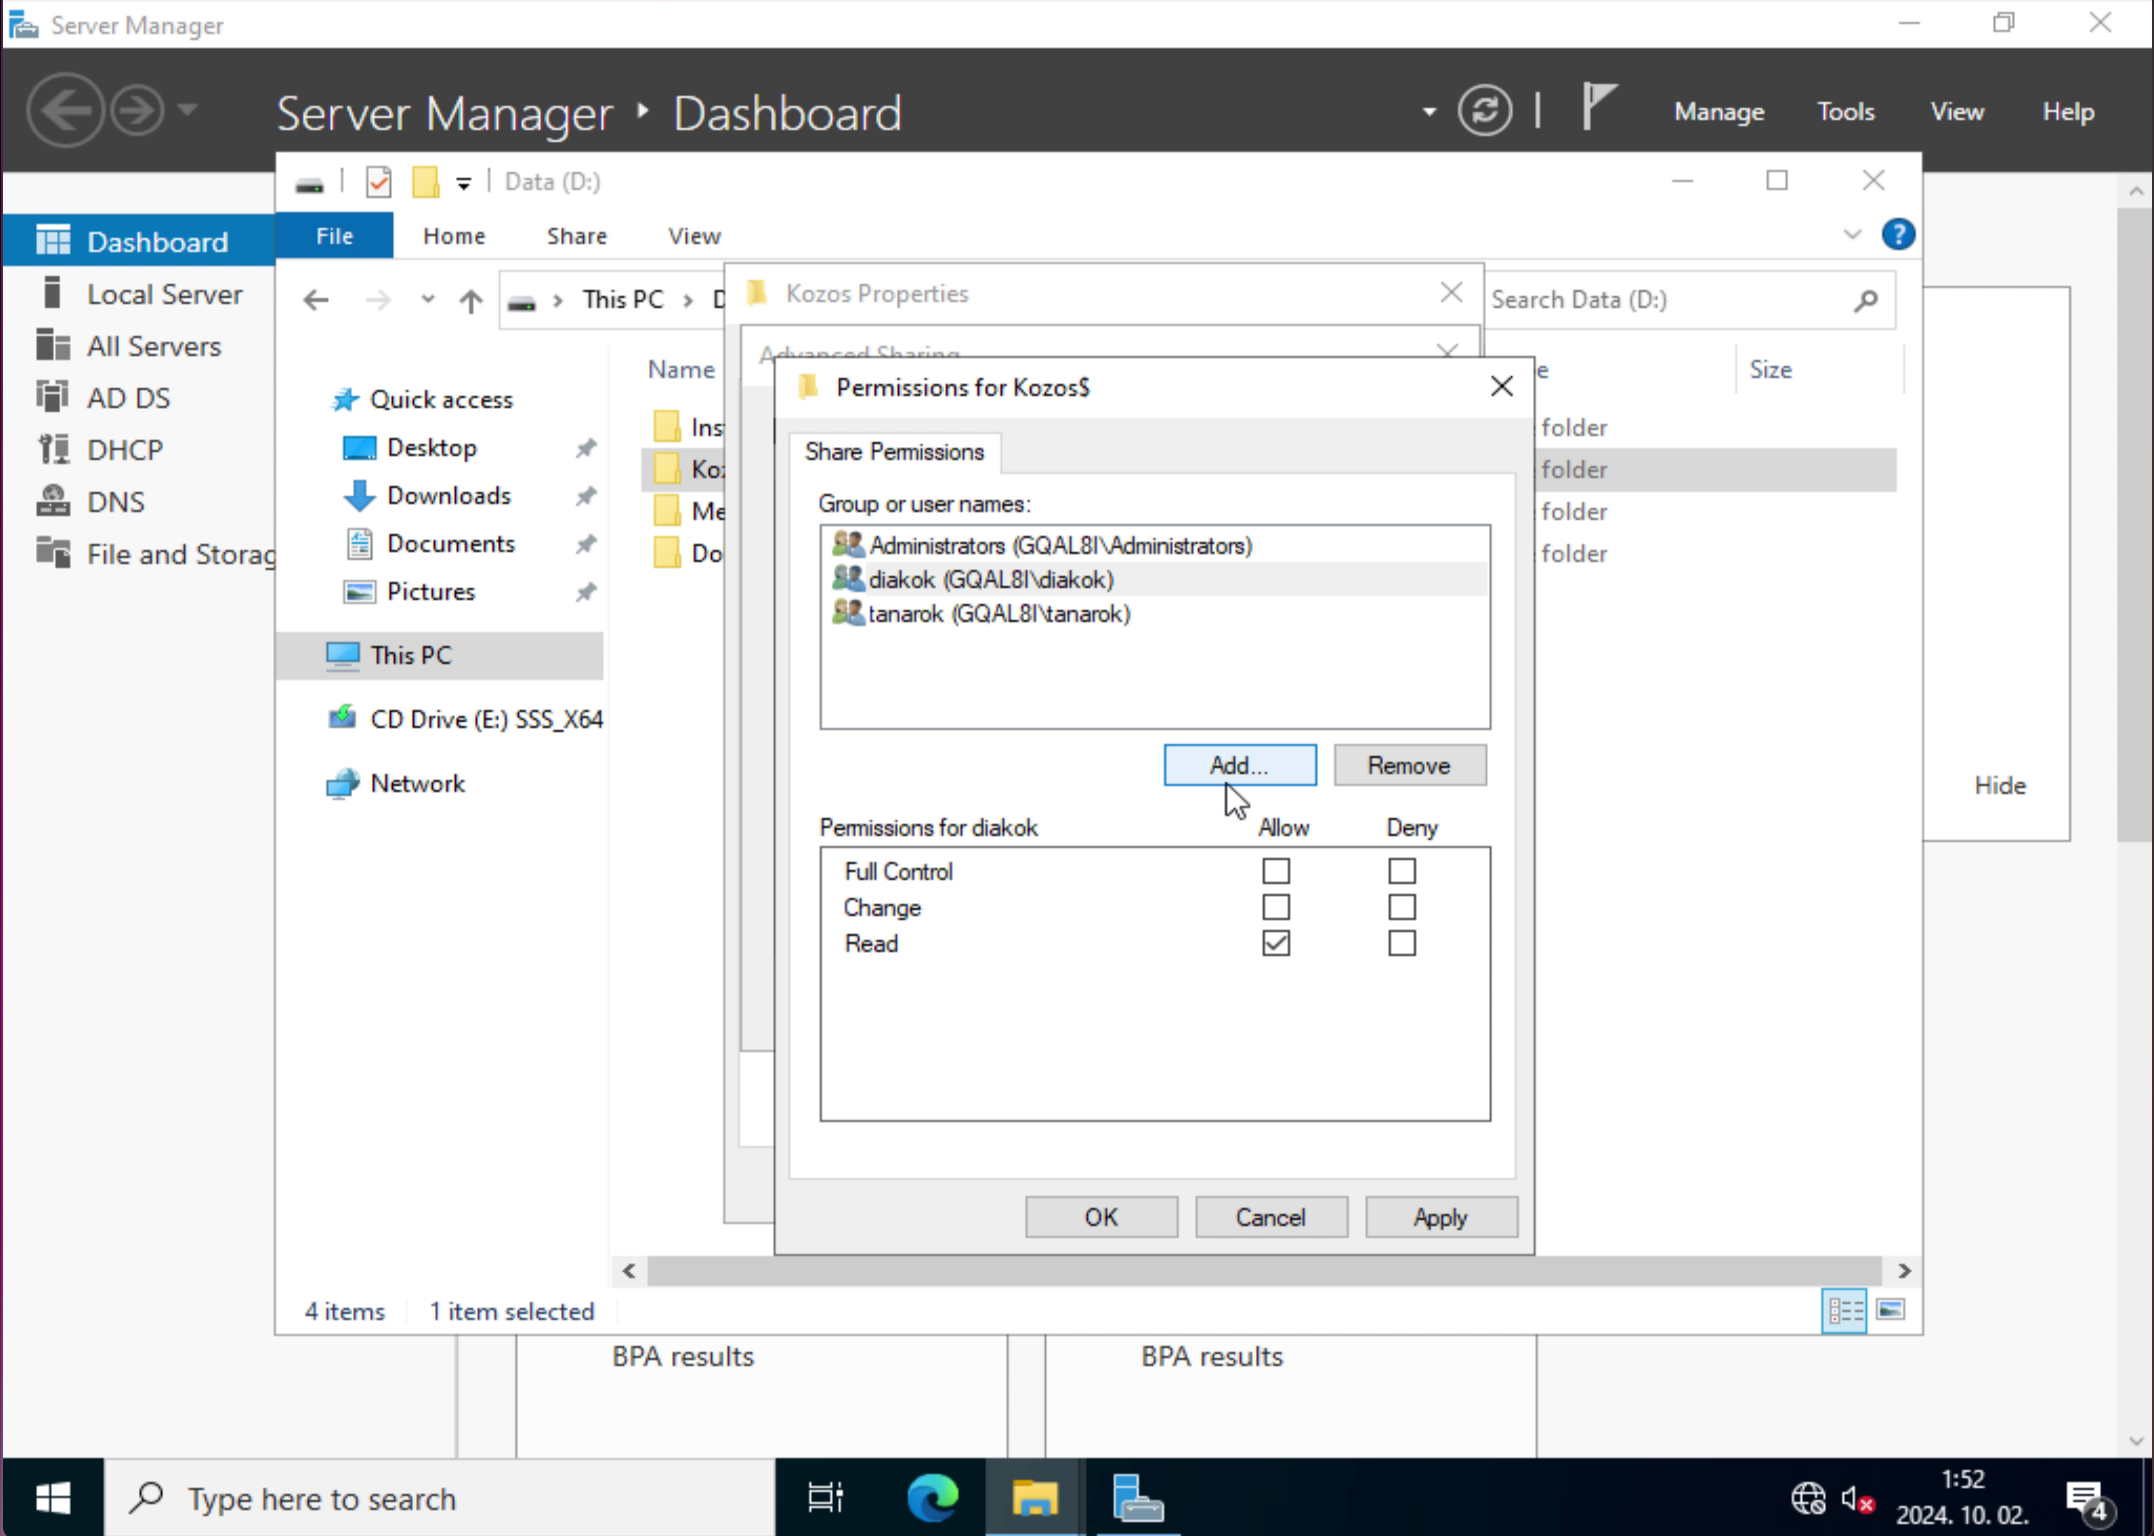 Server Manager
Server Manager ‣ Dashboard
Manage Tools View Help
Data (D:)
File Home Share View
Dashboard
Local Server
All Servers
AD DS
DHCP
DNS
File and Storag
This PC
Search Data (D:)
Quick access
Desktop
Downloads
Documents
Pictures
This PC
CD Drive (E:) SSS_X64
Network
Name
Size
Ins
Me
Do
folder
folder
folder
folder
Kozos Properties
Advanced Sharing
Permissions for Kozos$
Share Permissions
Group or user names:
Administrators (GQAL8I\Administrators)
diakok (GQAL8I\diakok)
tanarok (GQAL8I\tanarok)
Add...
Remove
Permissions for diakok Allow Deny
Full Control
Change
Read
OK
Cancel
Apply
Hide
4 items 1 item selected
BPA results
BPA results
Type here to search
1:52
2024. 10. 02.
4